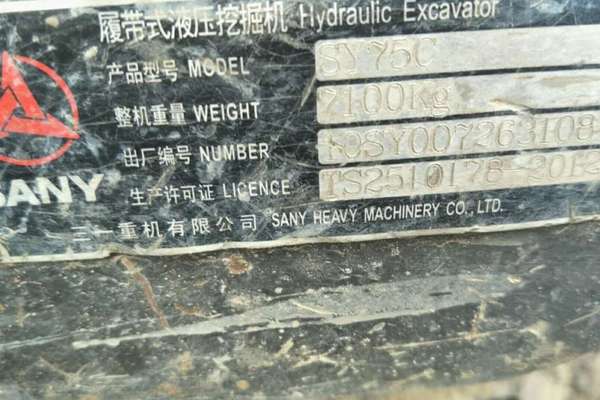 履带式液压挖掘机 Hydraulic Excavator
产品型号 MODEL SY75C
整机重量 WEIGHT 7100Kg
出厂编号 NUMBER
生产许可证 LICENCE TS2510178-2012
SANY
三一重机有限公司 SANY HEAVY MACHINERY CO., LTD.